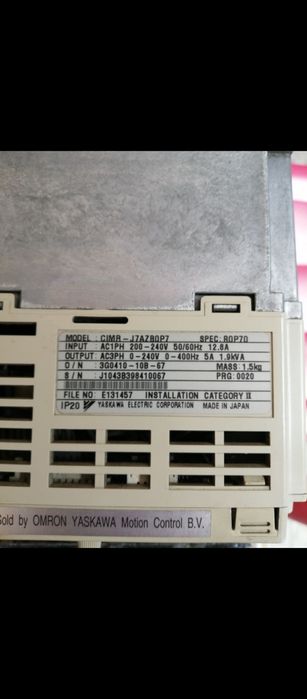 MODEL : CIMR-J7AZB0P7 SPEC: B0P70
INPUT : AC1PH 200-240V 50/60Hz 12.8A
OUTPUT: AC3PH 0-240V 0-400Hz 5A 1.9kVA
O / N : 3G0410-10B-67 MASS: 1.5kg
S / N : J1043B398410067 PRG: 0020
FILE NO : E131457 INSTALLATION CATEGORY II
IP20 YASKAWA ELECTRIC CORPORATION MADE IN JAPAN
Sold by OMRON YASKAWA Motion Control B.V.